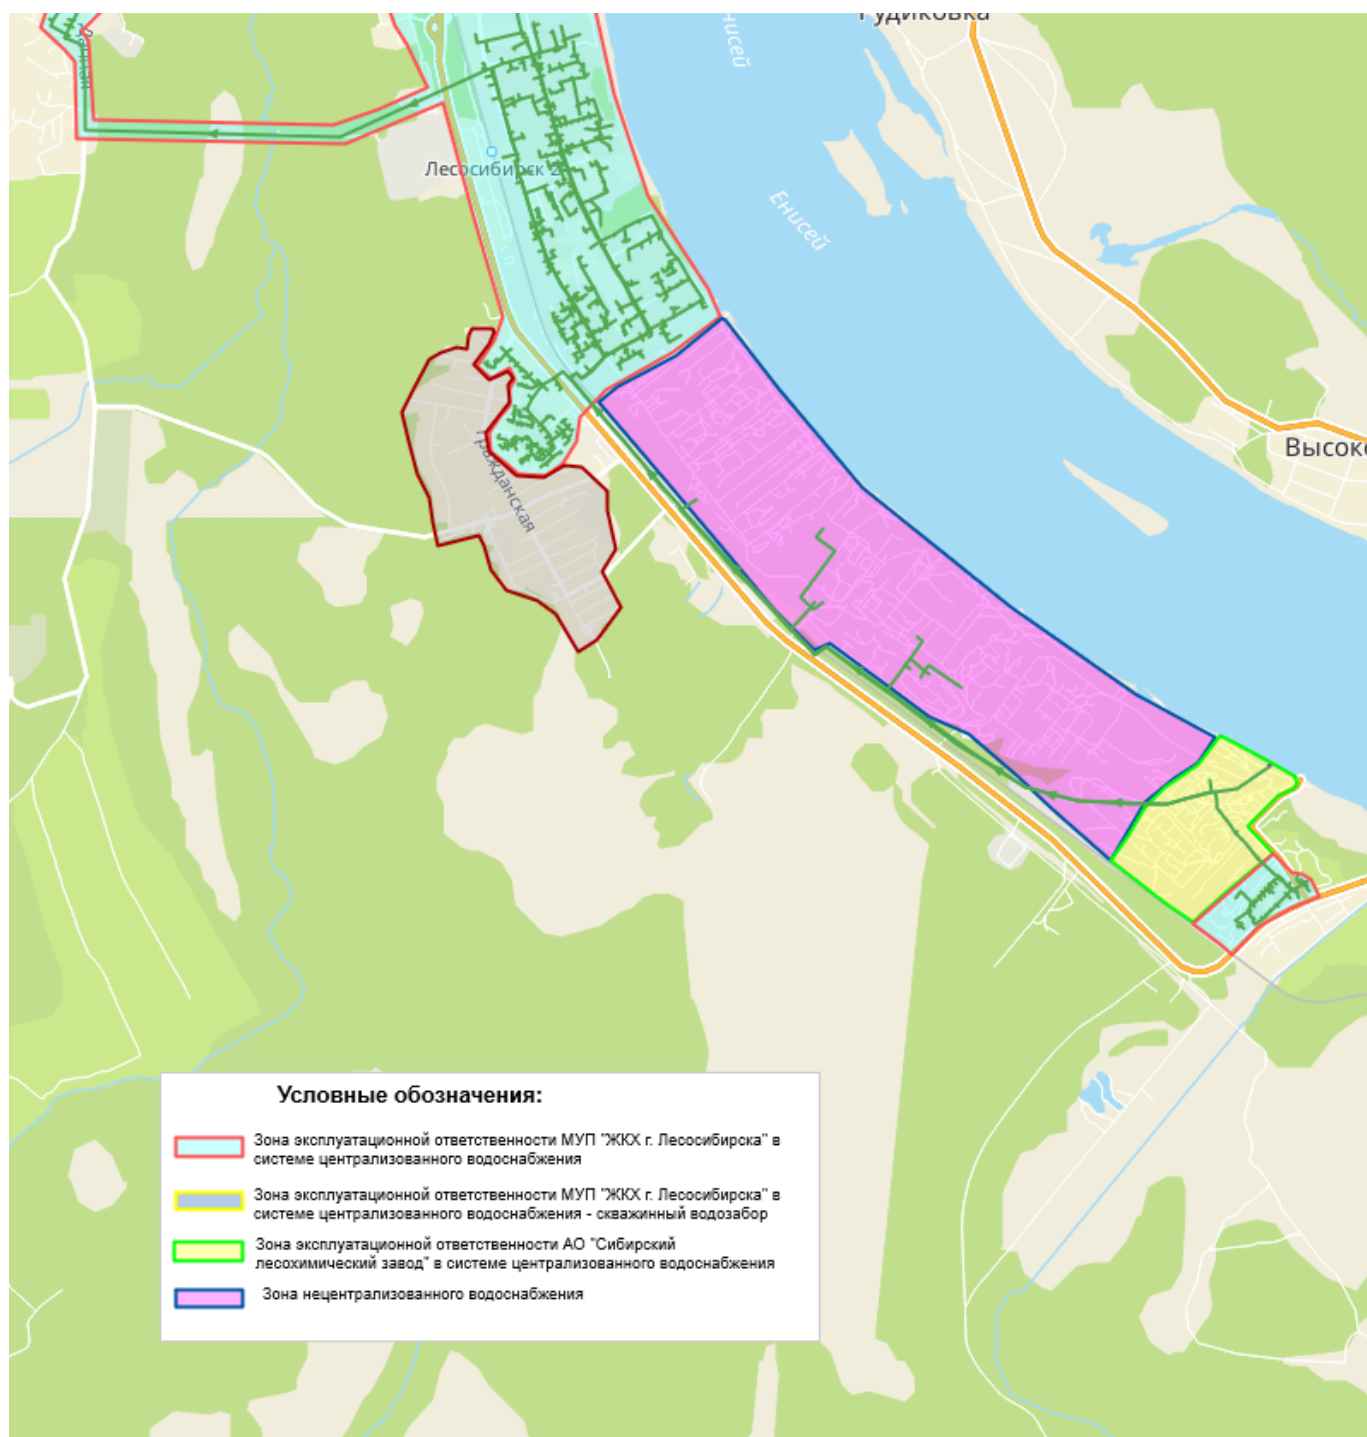 Енисей
Лесосибирск 2
Енисей
Высоко
Гражданская
Условные обозначения:
Зона эксплуатационной ответственности МУП "ЖКХ г. Лесосибирска" в
системе централизованного водоснабжения
Зона эксплуатационной ответственности МУП "ЖКХ г. Лесосибирска" в
системе централизованного водоснабжения - скважинный водозабор
Зона эксплуатационной ответственности АО "Сибирский
лесохимический завод" в системе централизованного водоснабжения
Зона нецентрализованного водоснабжения